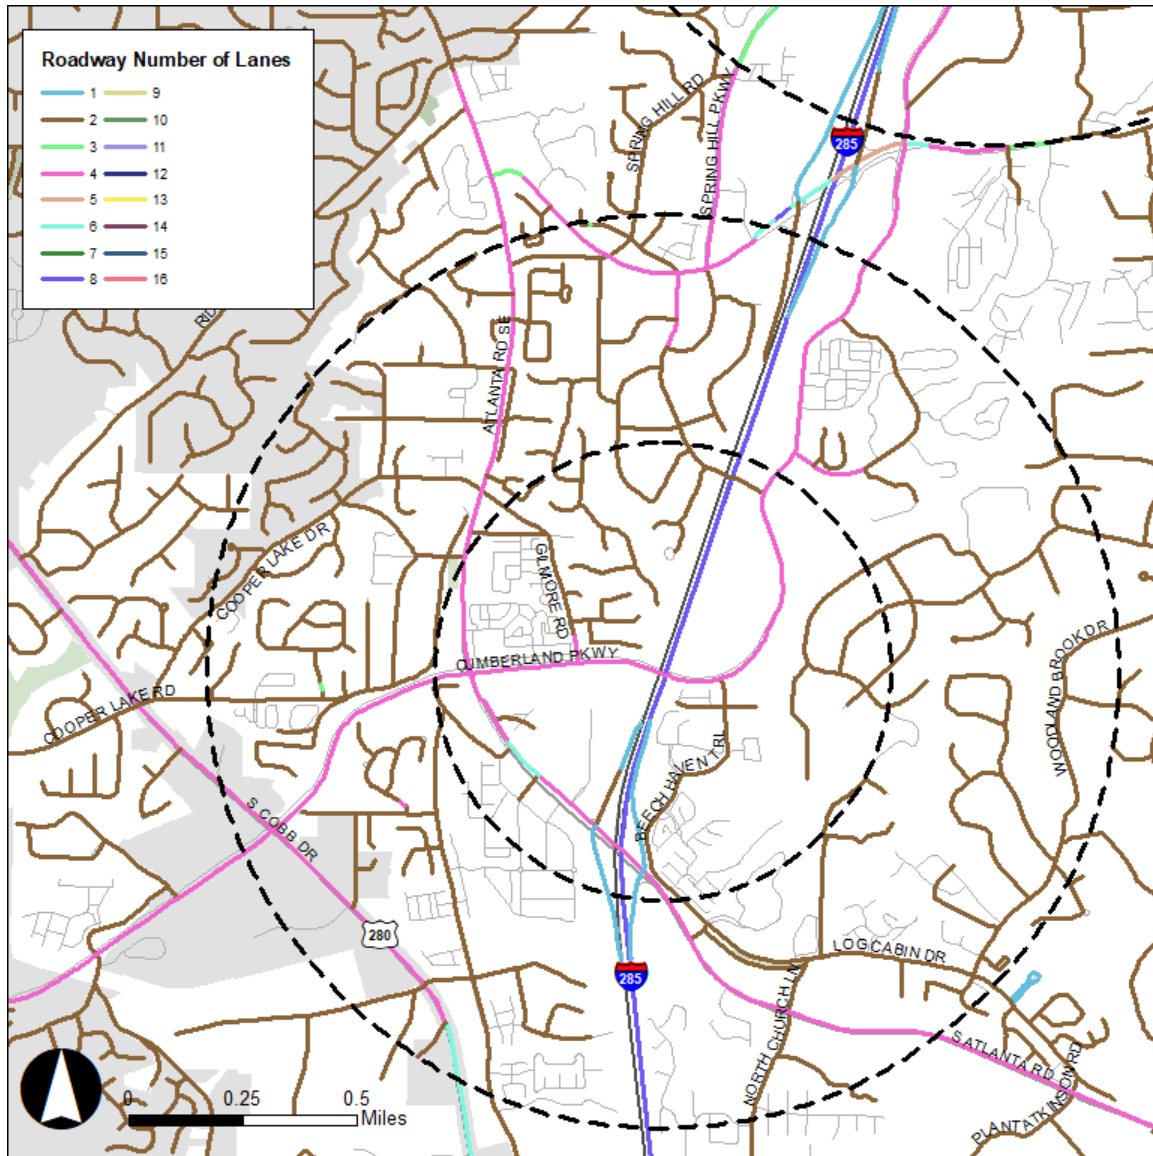 Roadway Number of Lanes
1 9
2 10
3 11
4 12
5 13
6 14
7 15
8 16
SPRING HILL RD
SPRING HILL PKWY
285
ATLANTA RD SE
COOPER LAKE DR
GILMORE RD
CUMBERLAND PKWY
COOPER LAKE RD
WOODLAND BROOK DR
BEECH HAVEN TRL
S COBB DR
280
LOG CABIN DR
285
NORTH CHURCH LN
S ATLANTA RD
PLANT ATKINSON RD
0 0.25 0.5
Miles